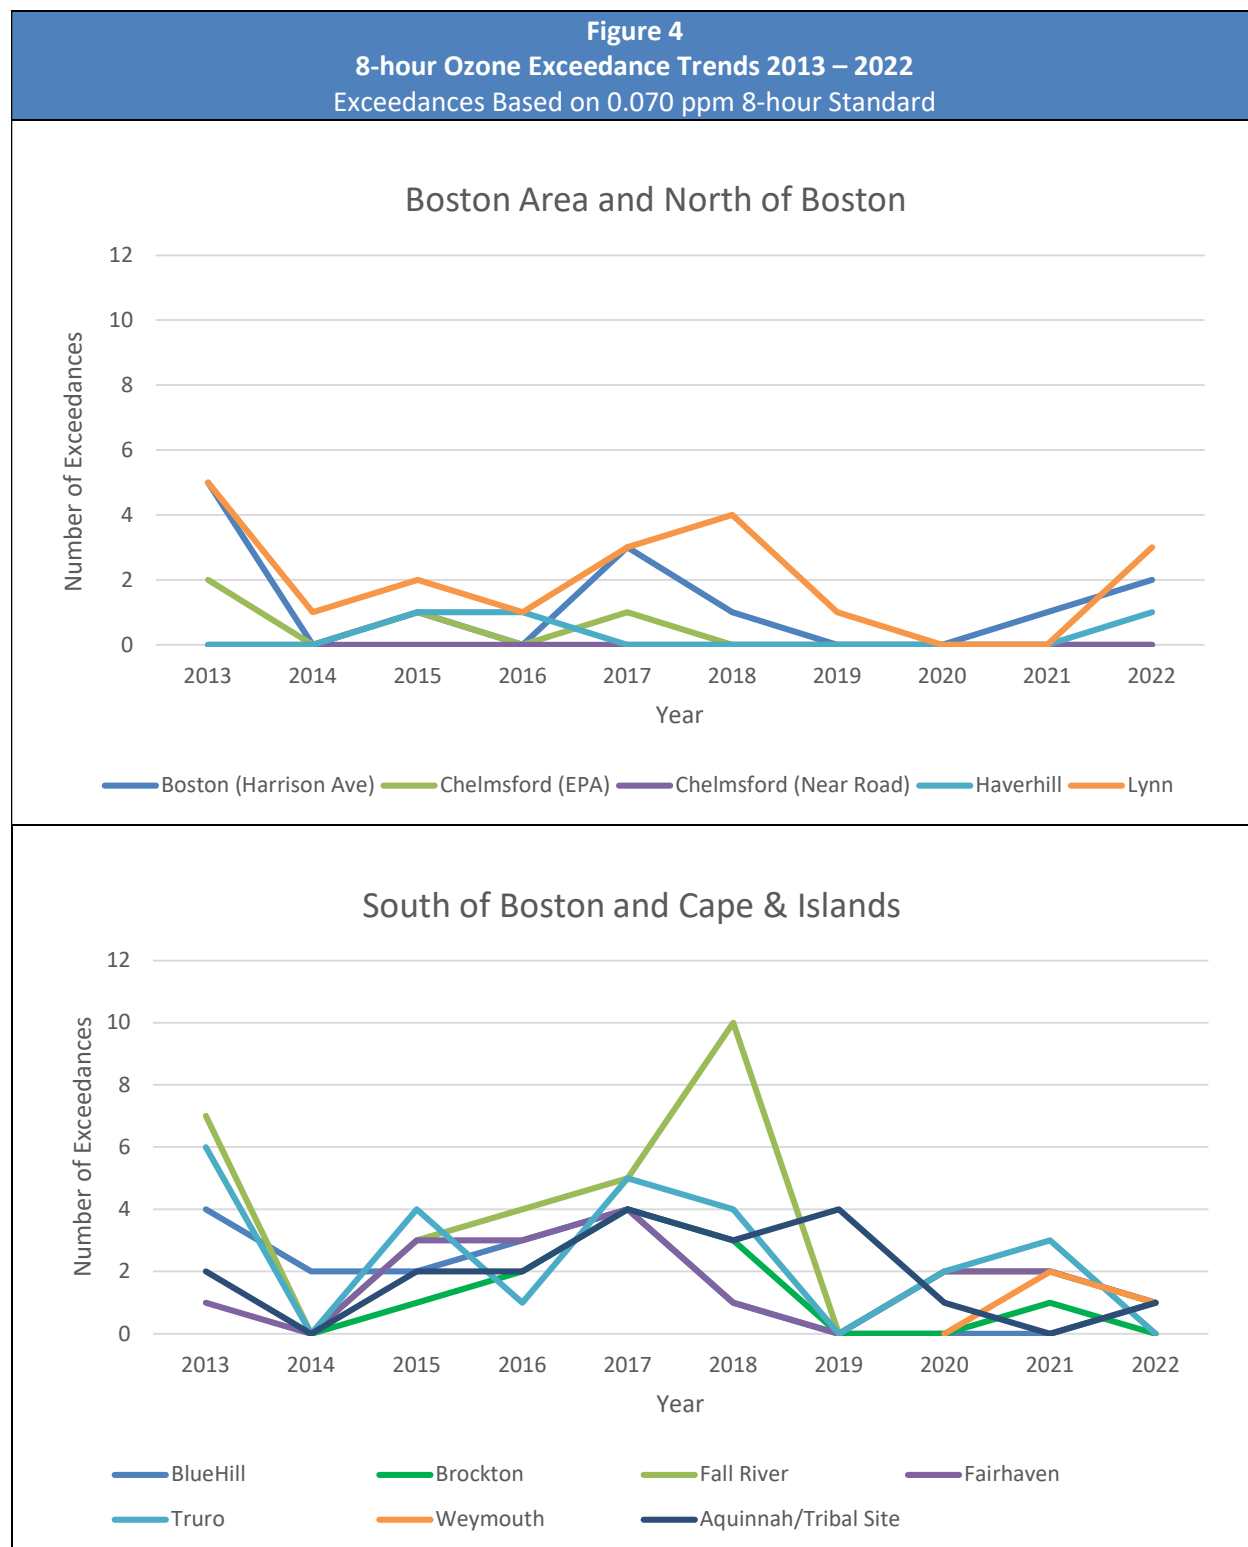 Figure 4
8-hour Ozone Exceedance Trends 2013 – 2022
Exceedances Based on 0.070 ppm 8-hour Standard
Boston Area and North of Boston
12
10
8
6
4
2
0
Number of Exceedances
2013 2014 2015 2016 2017 2018 2019 2020 2021 2022
Year
Boston (Harrison Ave) Chelmsford (EPA) Chelmsford (Near Road) Haverhill Lynn
South of Boston and Cape & Islands
12
10
8
6
4
2
0
Number of Exceedances
2013 2014 2015 2016 2017 2018 2019 2020 2021 2022
Year
BlueHill Brockton Fall River Fairhaven
Truro Weymouth Aquinnah/Tribal Site